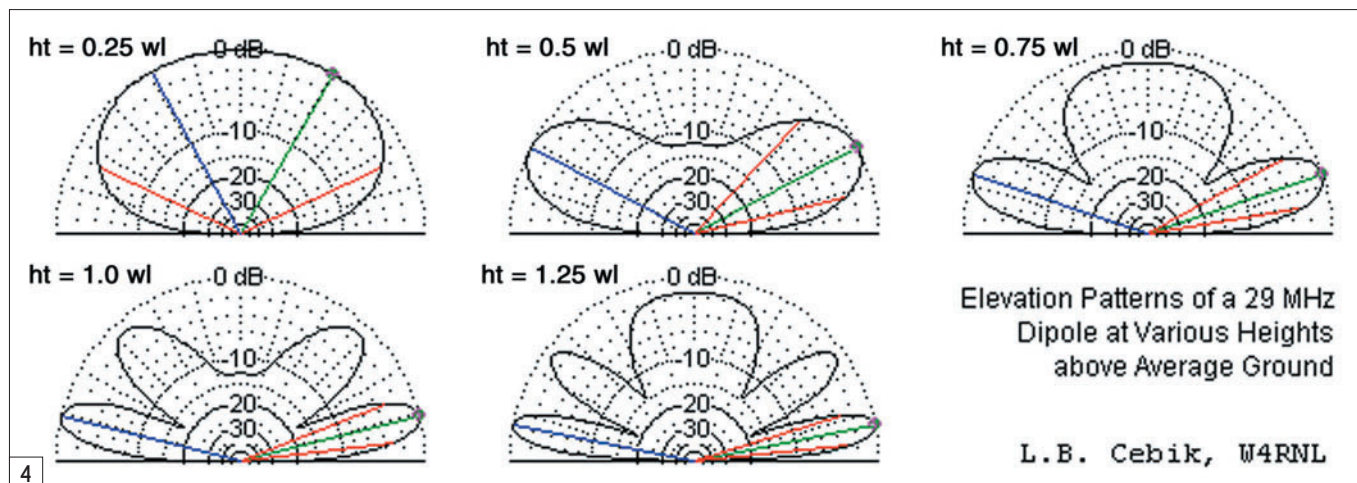 ht = 0.25 wl
0 dB
-10
20
30
ht = 0.5 wl
0 dB
-10
20
30
ht = 0.75 wl
0 dB
-10
20
30
ht = 1.0 wl
0 dB
-10
20
30
ht = 1.25 wl
0 dB
-10
20
30
Elevation Patterns of a 29 MHz
Dipole at Various Heights
above Average Ground
L.B. Cebik, W4RNL
4